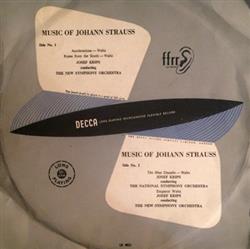 MUSIC OF JOHANN STRAUSS
ffrr
Side No. 1
Accelerations—Waltz
Roses from the South—Waltz
JOSEF KRIPS
conducting
THE NEW SYMPHONY ORCHESTRA
DECCA
LONG PLAYING
MUSIC OF JOHANN STRAUSS
Side No. 2
The Blue Danube—Waltz
JOSEF KRIPS
conducting
THE NATIONAL SYMPHONY ORCHESTRA
Emperor Waltz
JOSEF KRIPS
conducting
THE NEW SYMPHONY ORCHESTRA